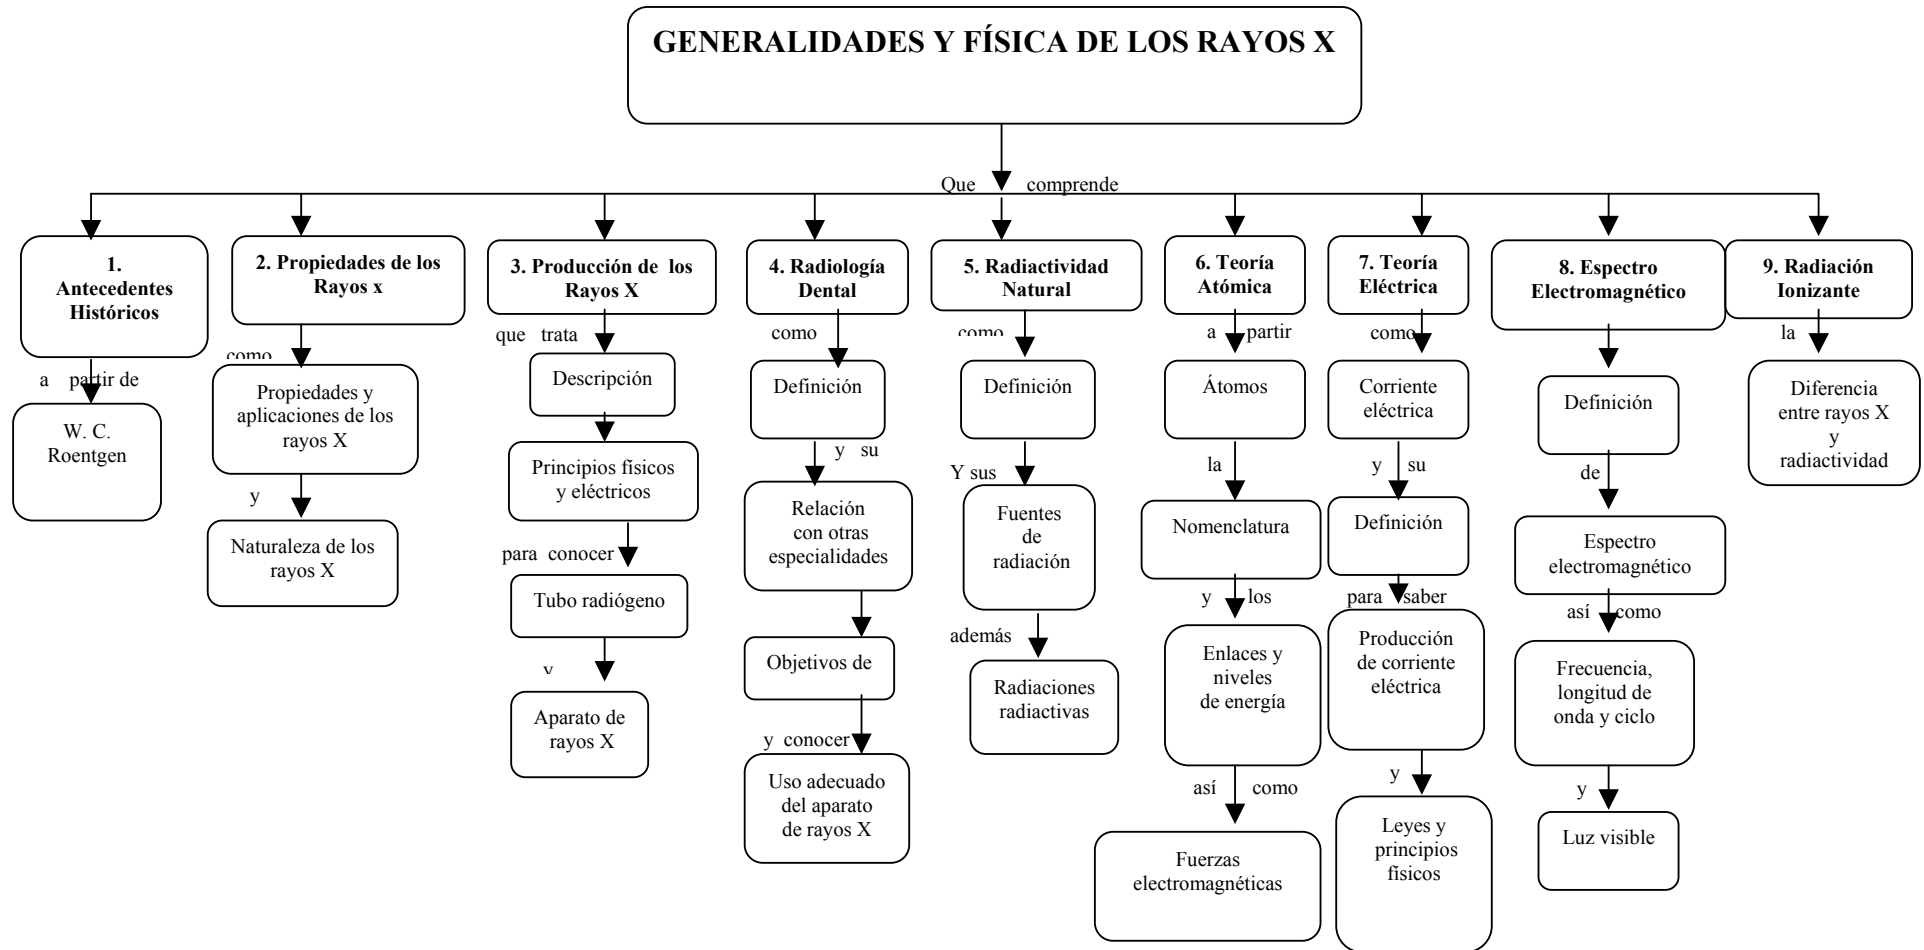 GENERALIDADES Y FÍSICA DE LOS RAYOS X
Que comprende
1.
Antecedentes
Históricos
a partir de
W. C.
Roentgen
2. Propiedades de los
Rayos x
como
Propiedades y
aplicaciones de los
rayos X
y
Naturaleza de los
rayos X
3. Producción de los
Rayos X
que trata
Descripción
Principios físicos
y eléctricos
para conocer
Tubo radiógeno
y
Aparato de
rayos X
4. Radiología
Dental
como
Definición
y su
Relación
con otras
especialidades
Objetivos de
y conocer
Uso adecuado
del aparato
de rayos X
5. Radiactividad
Natural
como
Definición
Y sus
Fuentes
de
radiación
además
Radiaciones
radiactivas
6. Teoría
Atómica
a partir
Átomos
la
Nomenclatura
y los
Enlaces y
niveles
de energía
así como
Fuerzas
electromagnéticas
7. Teoría
Eléctrica
como
Corriente
eléctrica
y su
Definición
para saber
Producción
de corriente
eléctrica
y
Leyes y
principios
físicos
8. Espectro
Electromagnético
Definición
de
Espectro
electromagnético
así como
Frecuencia,
longitud de
onda y ciclo
y
Luz visible
9. Radiación
Ionizante
la
Diferencia
entre rayos X
y
radiactividad